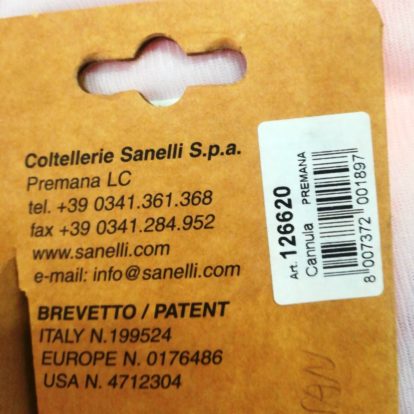 Coltellerie Sanelli S.p.a.
Premana LC
tel. +39 0341.361.368
fax +39 0341.284.952
www.sanelli.com
e-mail: info@sanelli.com
BREVETTO / PATENT
ITALY N.199524
EUROPE N. 0176486
USA N. 4712304
Art. 126620
Cannula PREMANA
8 007372 001897